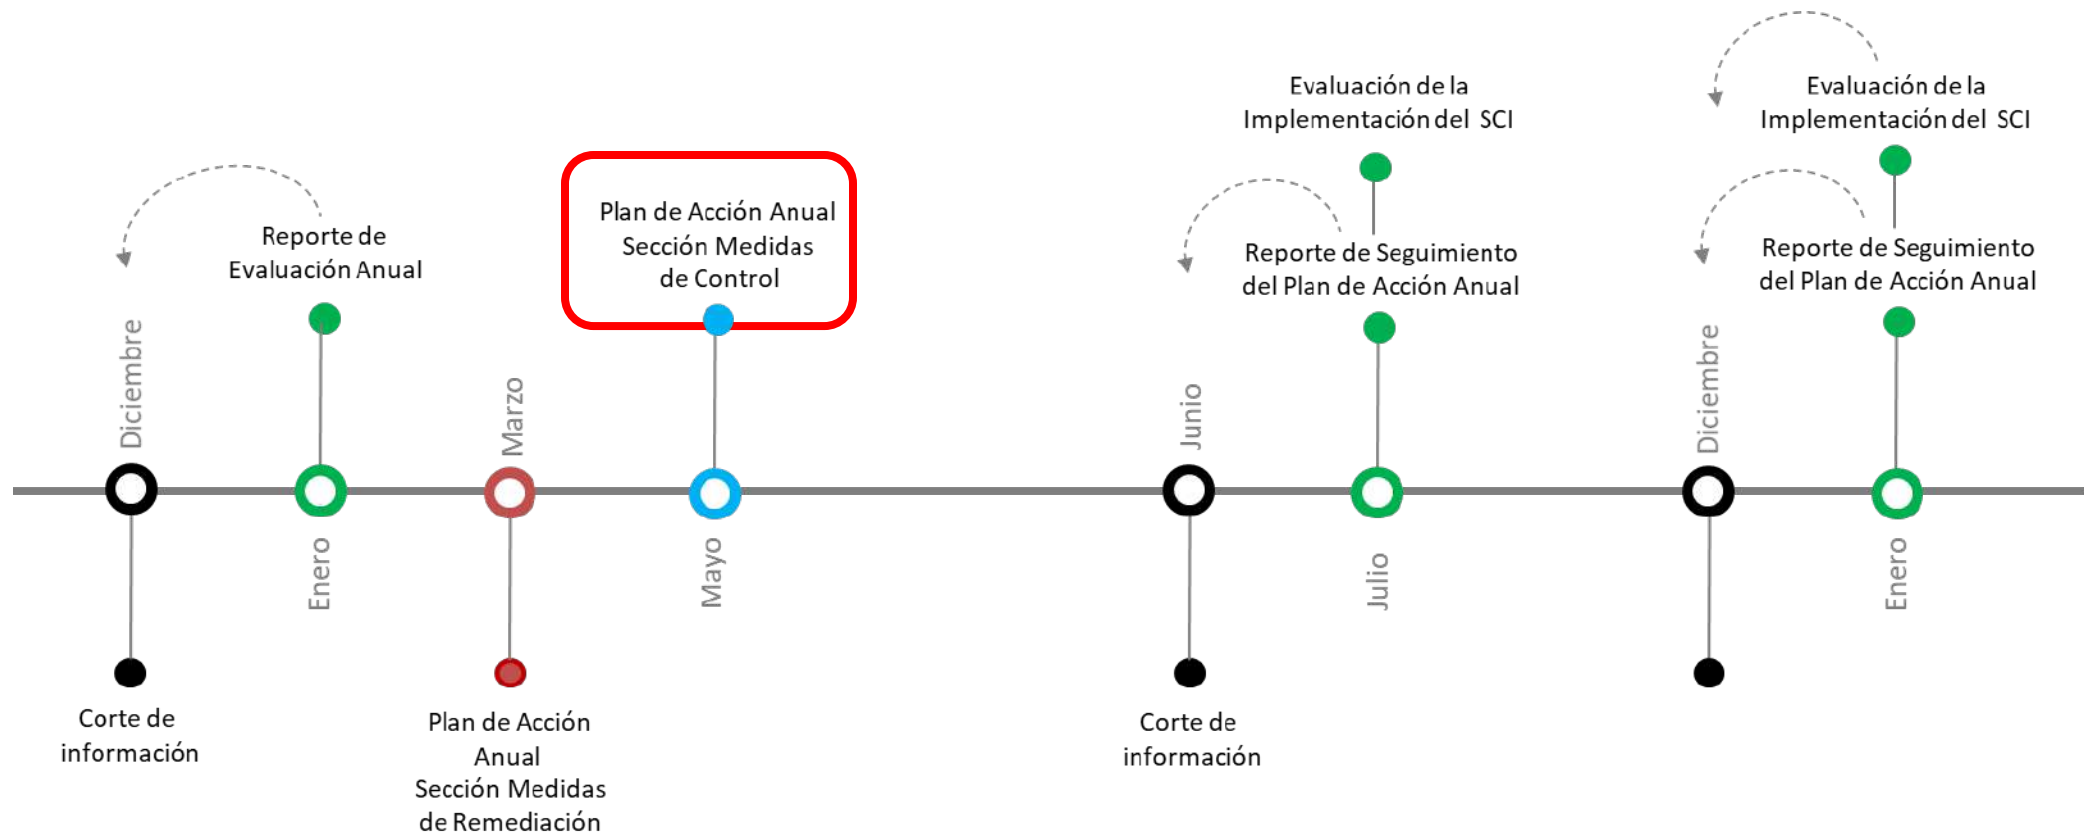 Reporte de
Evaluación Anual
Diciembre
Enero
Corte de
información
Marzo
Plan de Acción
Anual
Sección Medidas
de Remediación
Plan de Acción Anual
Sección Medidas
de Control
Mayo
Junio
Corte de
información
Evaluación de la
Implementación del SCI
Reporte de Seguimiento
del Plan de Acción Anual
Julio
Diciembre
Evaluación de la
Implementación del SCI
Reporte de Seguimiento
del Plan de Acción Anual
Enero